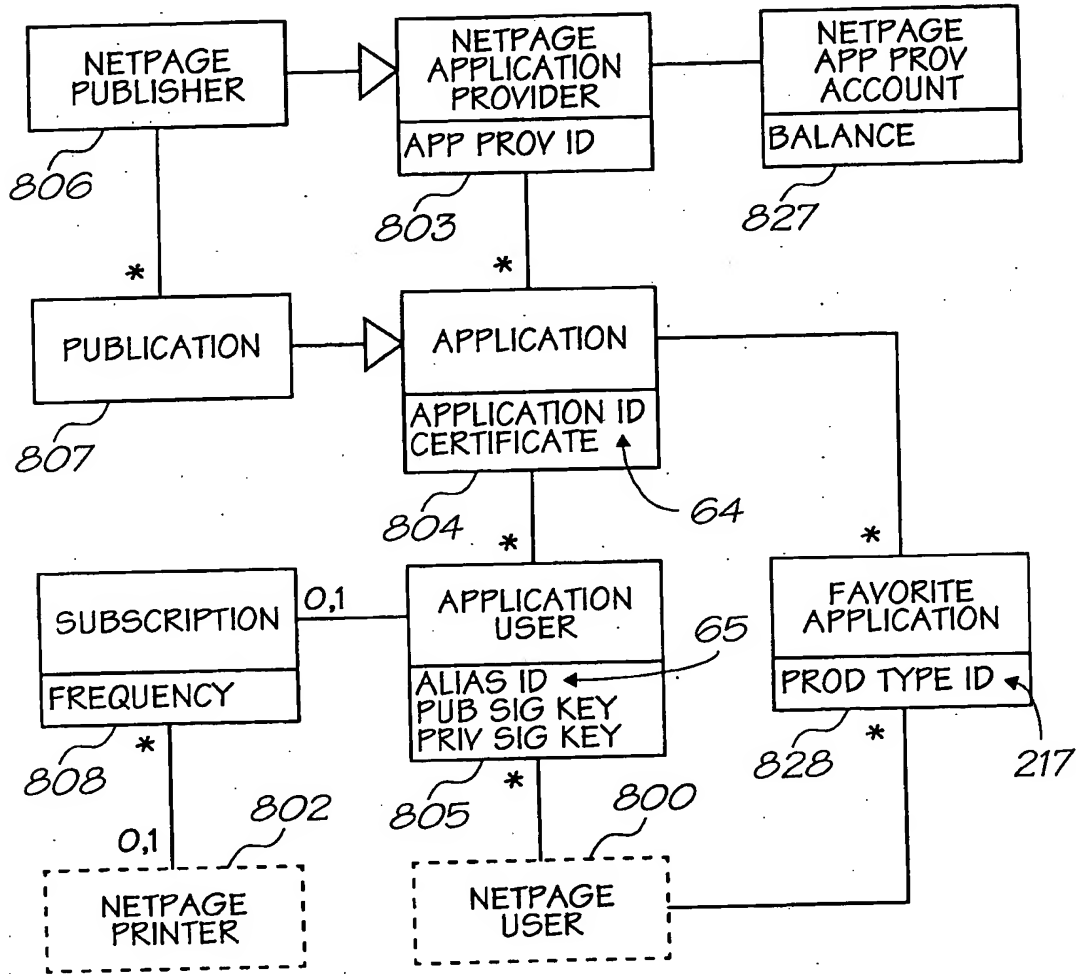 NETPAGE
PUBLISHER
806
NETPAGE
APPLICATION
PROVIDER
APP PROV ID
803
NETPAGE
APP PROV
ACCOUNT
BALANCE
827
*
*
PUBLICATION
807
APPLICATION
APPLICATION ID
CERTIFICATE
804
64
*
*
SUBSCRIPTION
FREQUENCY
808
0,1
APPLICATION
USER
ALIAS ID
PUB SIG KEY
PRIV SIG KEY
805
65
FAVORITE
APPLICATION
PROD TYPE ID
828
217
*
*
*
0,1
802
NETPAGE
PRINTER
800
NETPAGE
USER